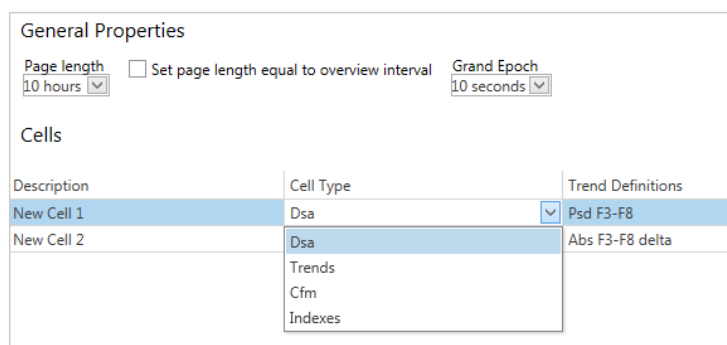 General Properties
Page length Set page length equal to overview interval Grand Epoch
10 hours 10 seconds
Cells
Description Cell Type Trend Definitions
New Cell 1 Dsa Psd F3-F8
New Cell 2 Dsa Abs F3-F8 delta
Trends
Cfm
Indexes